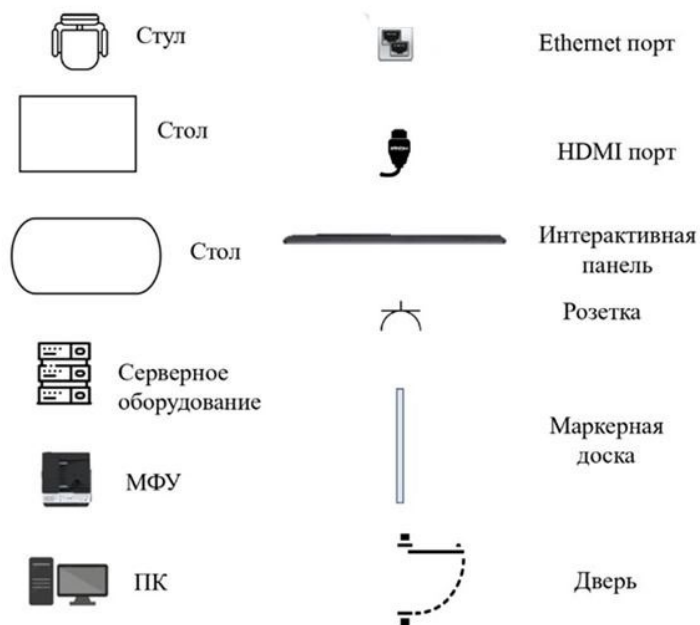 Стул
Ethernet порт
Стол
HDMI порт
Стол
Интерактивная
панель
Розетка
Серверное
оборудование
Маркерная
доска
МФУ
ПК
Дверь